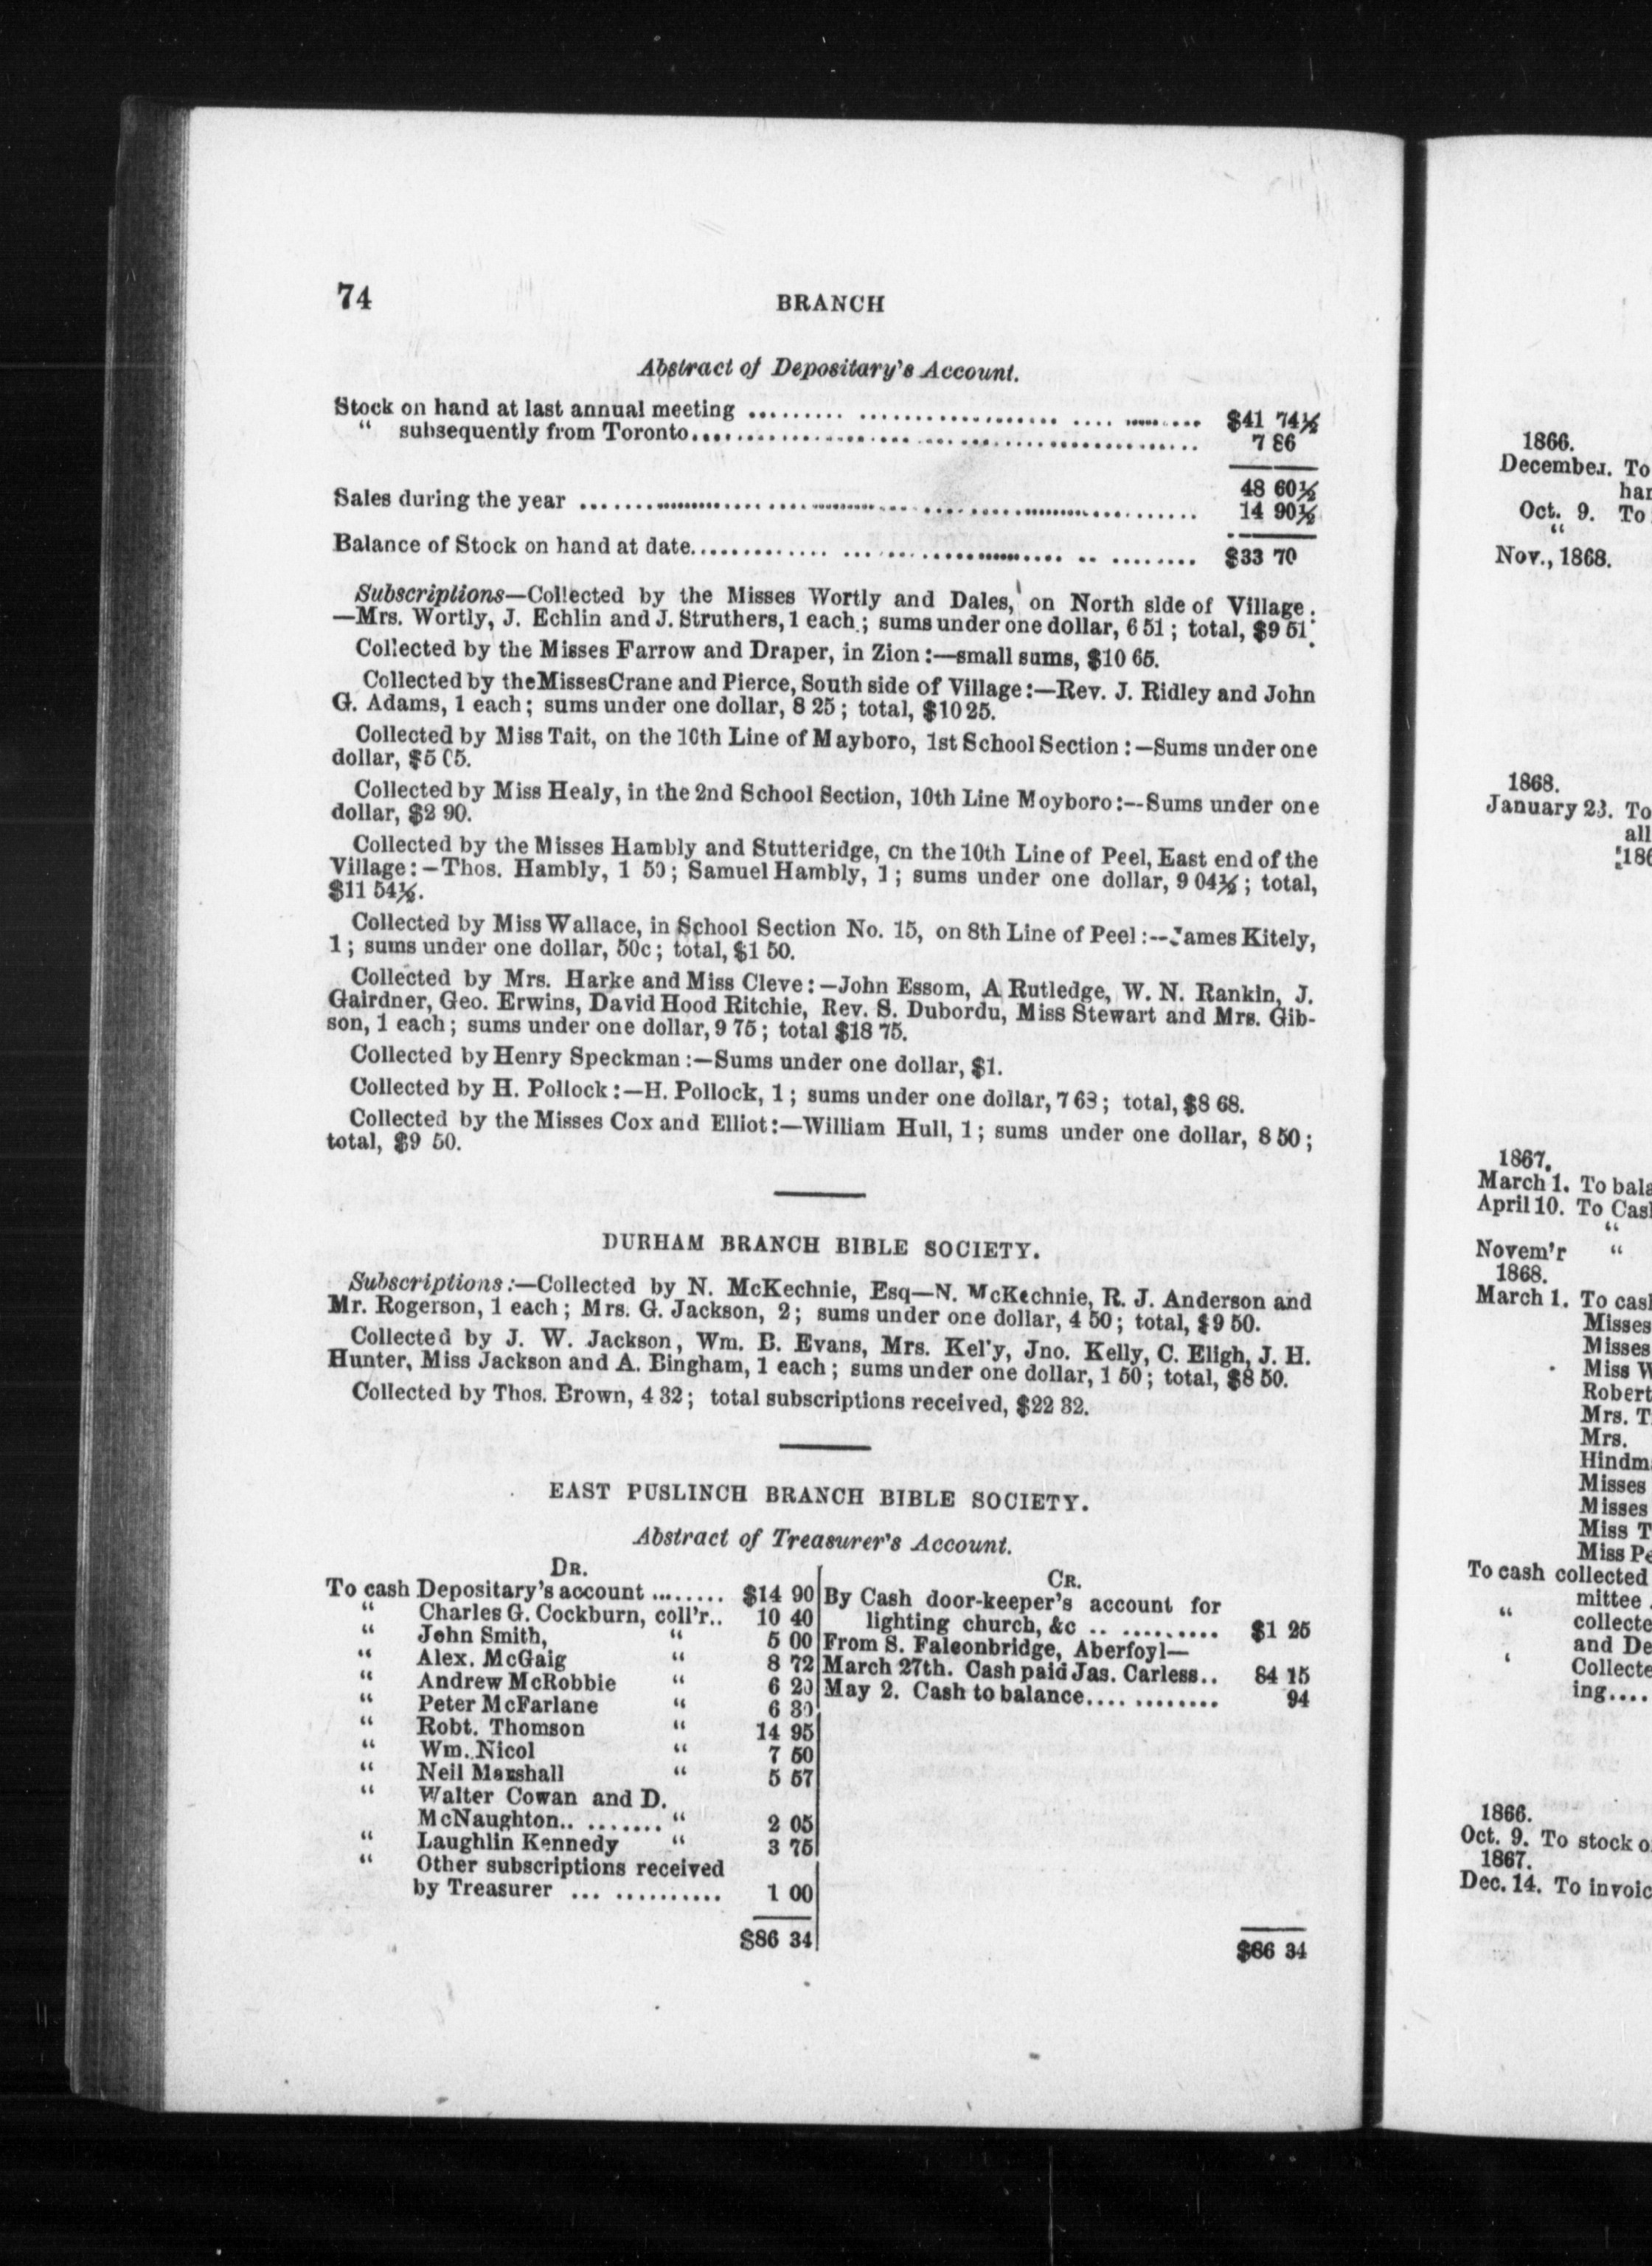 74
BRANCH
Abstract of Depositary's Account.
Stock on hand at last annual meeting ......... ........................... .... ............ $41 74½
" subsequently from Toronto.................................................................. 7 86
48 60½
Sales during the year ............................................................................ 14 90½
Balance of Stock on hand at date............. ............................... .. ......... $33 70
Subscriptions—Collected by the Misses Wortly and Dales, on North side of Village:
—Mrs. Wortly, J. Echlin and J. Struthers, 1 each; sums under one dollar, 6 51; total, $9 51.
Collected by the Misses Farrow and Draper, in Zion:—small sums, $10 65.
Collected by the Misses Crane and Pierce, South side of Village:—Rev. J. Ridley and John
G. Adams, 1 each; sums under one dollar, 8 25; total, $10 25.
Collected by Miss Tait, on the 10th Line of Mayboro, 1st School Section:—Sums under one
dollar, $5 05.
Collected by Miss Healy, in the 2nd School Section, 10th Line Moyboro:--Sums under one
dollar, $2 90.
Collected by the Misses Hambly and Stutteridge, on the 10th Line of Peel, East end of the
Village:—Thos. Hambly, 1 50; Samuel Hambly, 1; sums under one dollar, 9 04½; total,
$11 54½.
Collected by Miss Wallace, in School Section No. 15, on 8th Line of Peel:--James Kitely,
1; sums under one dollar, 50c; total, $1 50.
Collected by Mrs. Harke and Miss Cleve:—John Essom, A Rutledge, W. N. Rankin, J.
Gairdner, Geo. Erwins, David Hood Ritchie, Rev. S. Dubordu, Miss Stewart and Mrs. Gib-
son, 1 each; sums under one dollar, 9 75; total $18 75.
Collected by Henry Speckman:—Sums under one dollar, $1.
Collected by H. Pollock:—H. Pollock, 1; sums under one dollar, 7 68; total, $8 68.
Collected by the Misses Cox and Elliot:—William Hull, 1; sums under one dollar, 8 50;
total, $9 50.
DURHAM BRANCH BIBLE SOCIETY.
Subscriptions:—Collected by N. McKechnie, Esq—N. McKechnie, R. J. Anderson and
Mr. Rogerson, 1 each; Mrs. G. Jackson, 2; sums under one dollar, 4 50; total, $9 50.
Collected by J. W. Jackson, Wm. B. Evans, Mrs. Kelly, Jno. Kelly, C. Eligh, J. H.
Hunter, Miss Jackson and A. Bingham, 1 each; sums under one dollar, 1 50; total, $8 50.
Collected by Thos. Brown, 4 32; total subscriptions received, $22 32.
EAST PUSLINCH BRANCH BIBLE SOCIETY.
Abstract of Treasurer's Account.
DR.
To cash Depositary's account ......... $14 90
" Charles G. Cockburn, coll'r.. 10 40
" John Smith, " 5 00
" Alex. McGaig " 8 72
" Andrew McRobbie " 6 20
" Peter McFarlane " 6 30
" Robt. Thomson " 14 95
" Wm. Nicol " 7 50
" Neil Marshall " 5 57
" Walter Cowan and D.
McNaughton.. ....... " 2 05
" Laughlin Kennedy " 3 75
" Other subscriptions received
by Treasurer ... ........... 1 00
$86 34
CR.
By Cash door-keeper's account for
lighting church, &c .. .......... $1 25
From S. Falconbridge, Aberfoyl—
March 27th. Cash paid Jas. Carless.. 84 15
May 2. Cash to balance.... ......... 94
$86 34
1866.
December. To
Oct. 9. To
"
Nov., 1868.
1868.
January 23. To
all
1867.
March 1. To
April 10. To
"
Novem'r "
1868.
March 1. To
Misses
Misses
Miss
Robert
Mrs. T
Mrs.
Misses
Misses
Miss T
Miss
To cash collected
mittee
"
and
ing....
1866.
Oct. 9. To stock
1867.
Dec. 14. To